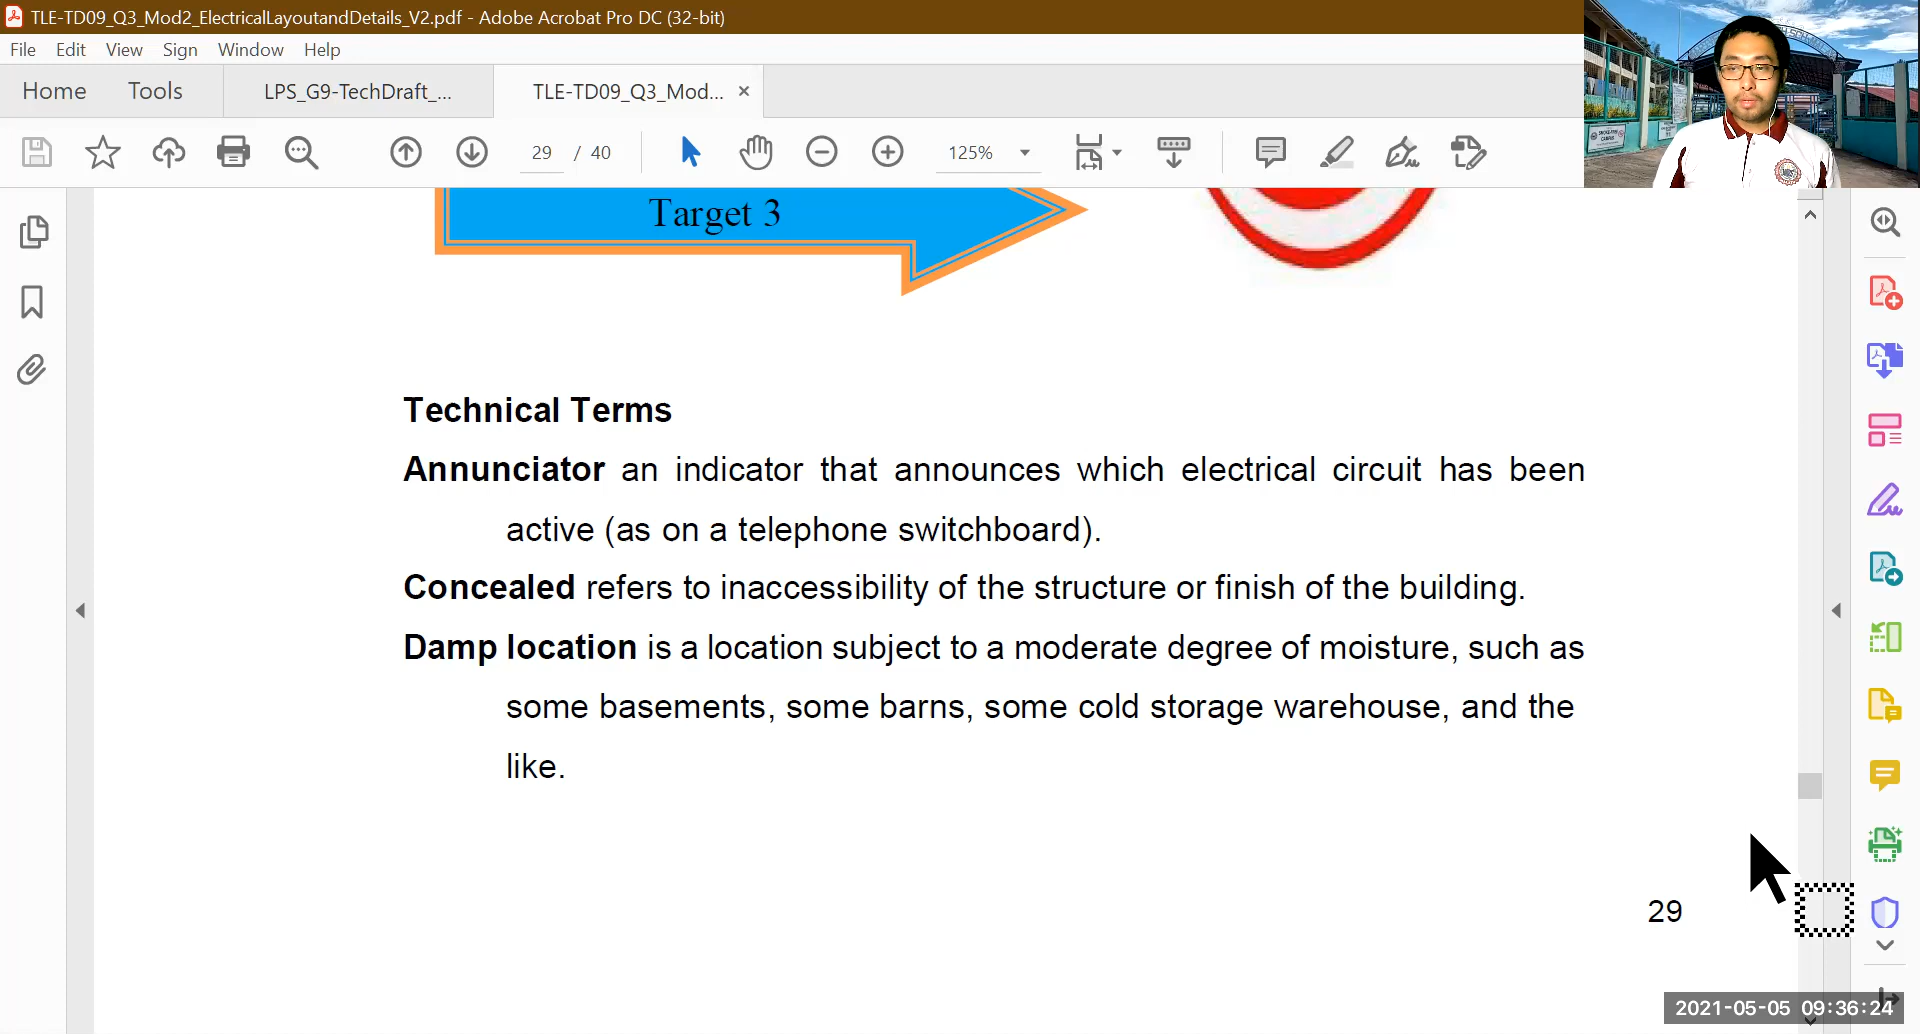 TLE-TD09_Q3_Mod2_ElectricalLayoutandDetails_V2.pdf - Adobe Acrobat Pro DC (32-bit)
File Edit View Sign Window Help
Home Tools LPS_G9-TechDraft_... TLE-TD09_Q3_Mod... ×
29 / 40 125%
Target 3
Technical Terms
Annunciator an indicator that announces which electrical circuit has been
active (as on a telephone switchboard).
Concealed refers to inaccessibility of the structure or finish of the building.
Damp location is a location subject to a moderate degree of moisture, such as
some basements, some barns, some cold storage warehouse, and the
like.
29
2021-05-05 09:36:24